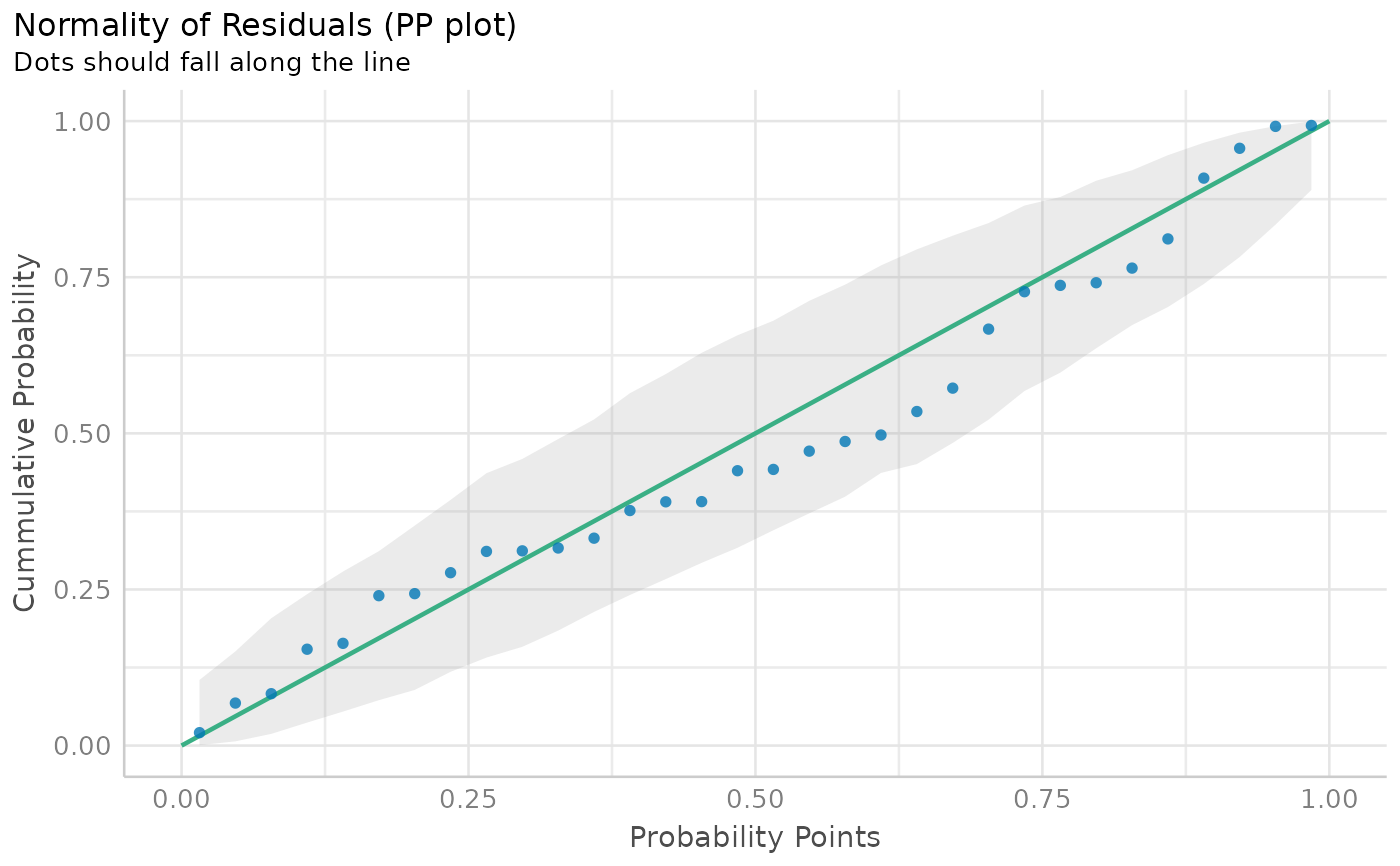 Normality of Residuals (PP plot)
Dots should fall along the line
Cummulative Probability
1.00
0.75
0.50
0.25
0.00
0.00 0.25 0.50 0.75 1.00
Probability Points